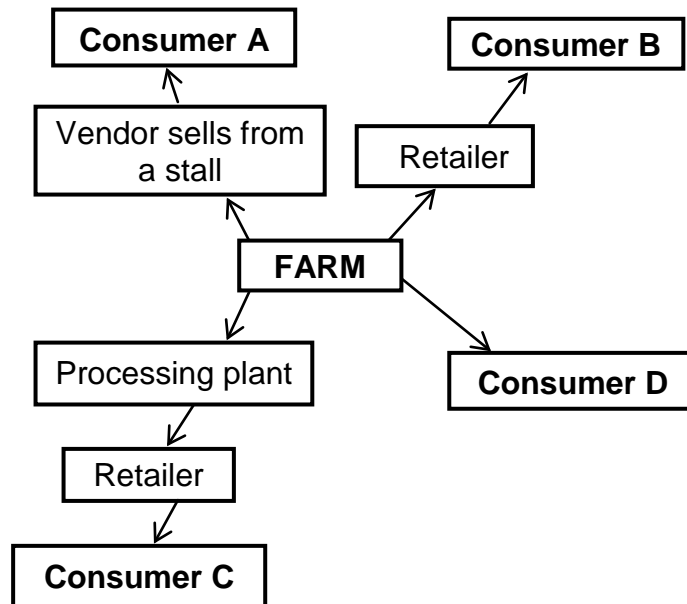 Consumer A
Consumer B
Vendor sells from
a stall
Retailer
FARM
Processing plant
Consumer D
Retailer
Consumer C